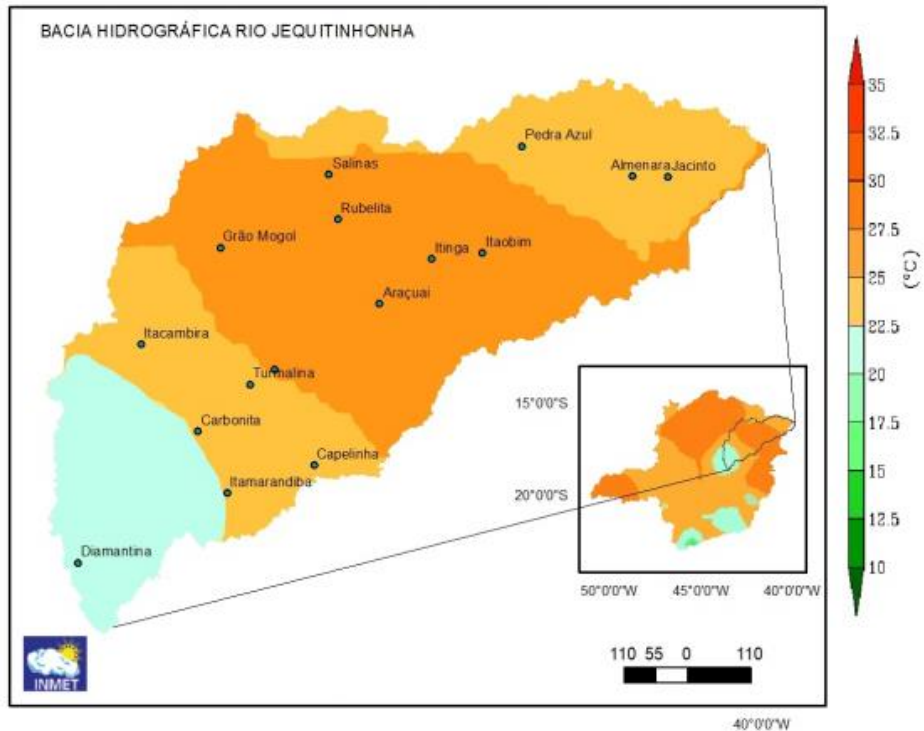 BACIA HIDROGRÁFICA RIO JEQUITINHONHA
Pedra Azul
Salinas
Almenara Jacinto
Rubelita
Grão Mogol
Itinga
Itaobim
Araçuai
Itacambira
Turmalina
Carbonita
Capelinha
Itamarandiba
Diamantina
INMET
15°0'0"S
20°0'0"S
50°0'0"W 45°0'0"W 40°0'0"W
110 55 0 110
40°0'0"W
35
32.5
30
27.5
25
22.5
20
17.5
15
12.5
10
(°C)